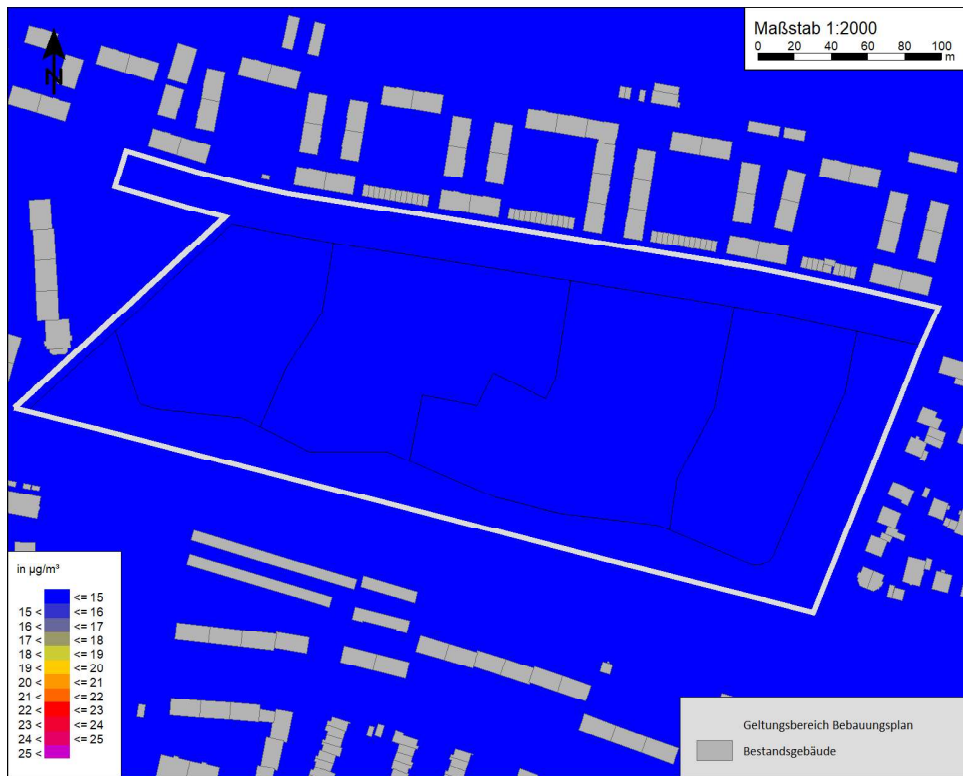 Maßstab 1:2000
0 20 40 60 80 100
m
N
in µg/m³
<= 15
15 < <= 16
16 < <= 17
17 < <= 18
18 < <= 19
19 < <= 20
20 < <= 21
21 < <= 22
22 < <= 23
23 < <= 24
24 < <= 25
25 <
Geltungsbereich Bebauungsplan
Bestandsgebäude